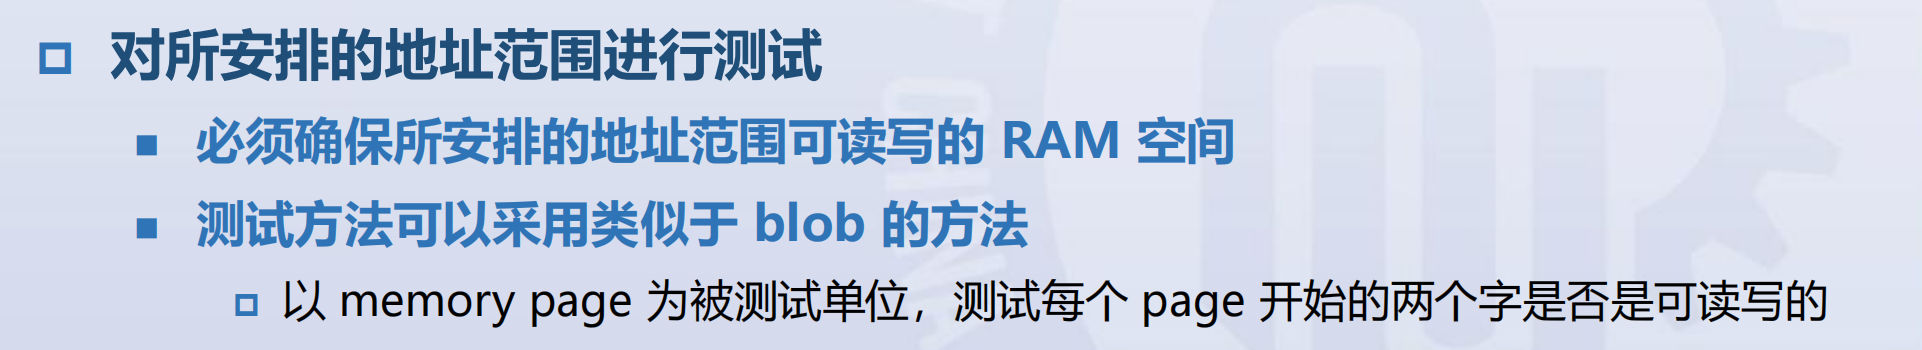 对所安排的地址范围进行测试
必须确保所安排的地址范围可读写的 RAM 空间
测试方法可以采用类似于 blob 的方法
以 memory page 为被测试单位，测试每个 page 开始的两个字是否是可读写的